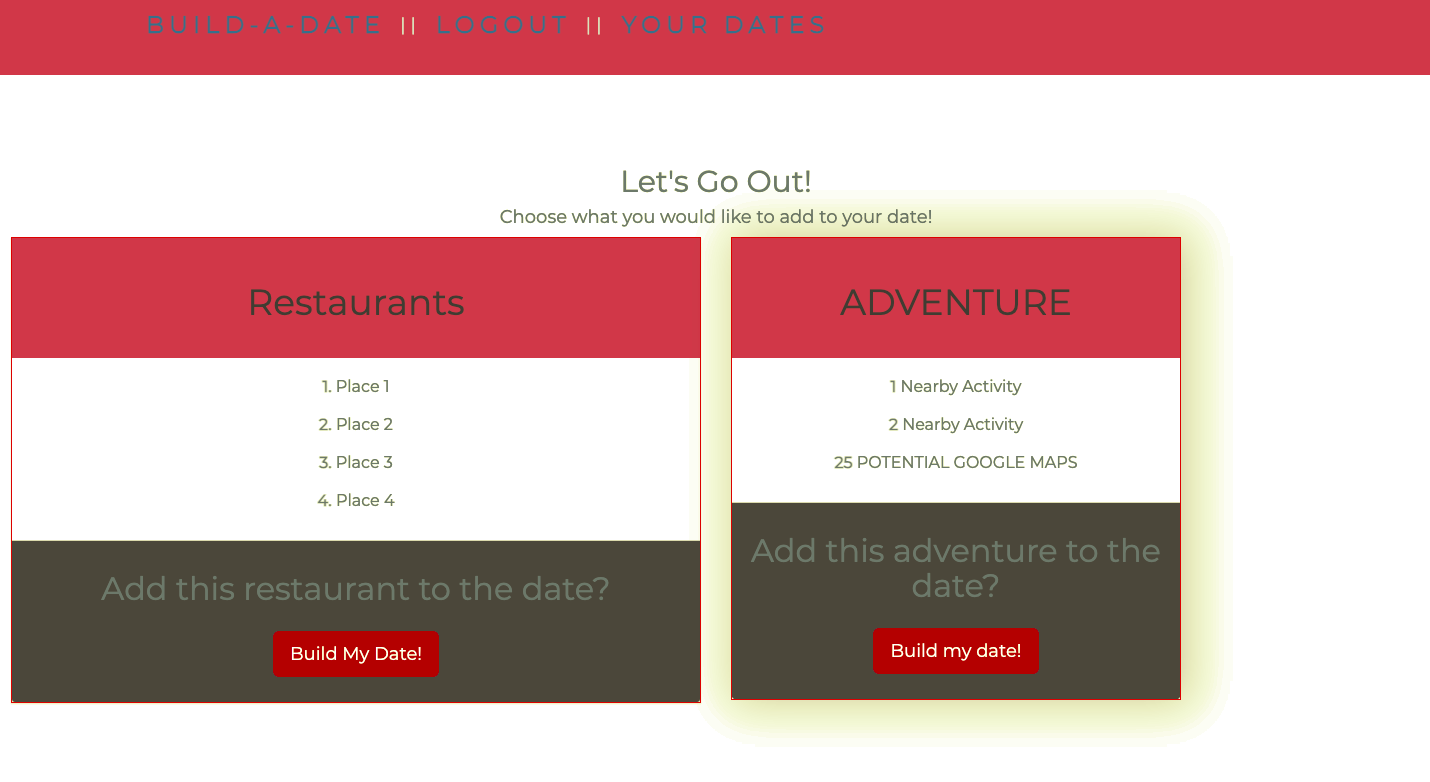 BUILD-A-DATE || LOGOUT || YOUR DATES
Let's Go Out!
Choose what you would like to add to your date!
Restaurants
1. Place 1
2. Place 2
3. Place 3
4. Place 4
Add this restaurant to the date?
Build My Date!
ADVENTURE
1 Nearby Activity
2 Nearby Activity
25 POTENTIAL GOOGLE MAPS
Add this adventure to the
date?
Build my date!